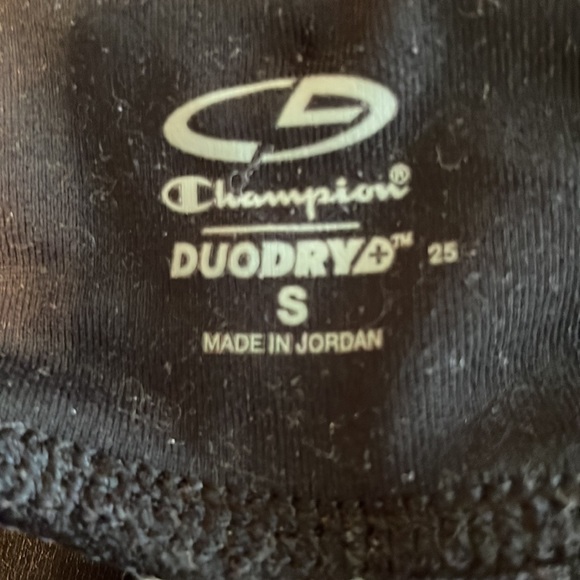 Champion®
DUODRY+™ 25
S
MADE IN JORDAN